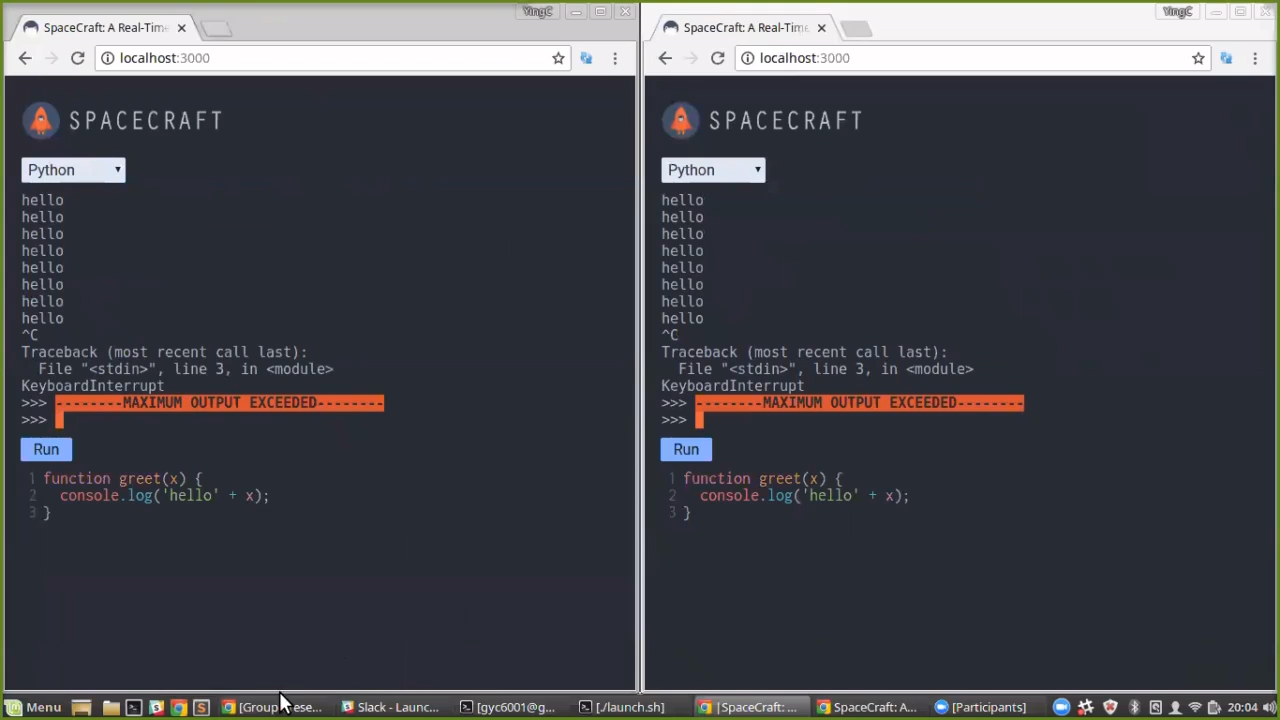 YingC
SpaceCraft: A Real-Time
localhost:3000
SPACECRAFT
Python
hello
hello
hello
hello
hello
hello
hello
hello
^C
Traceback (most recent call last):
  File "<stdin>", line 3, in <module>
KeyboardInterrupt
>>> --------MAXIMUM OUTPUT EXCEEDED--------
>>>
Run
1 function greet(x) {
2   console.log('hello' + x);
3 }
YingC
SpaceCraft: A Real-Time
localhost:3000
SPACECRAFT
Python
hello
hello
hello
hello
hello
hello
hello
hello
^C
Traceback (most recent call last):
  File "<stdin>", line 3, in <module>
KeyboardInterrupt
>>> --------MAXIMUM OUTPUT EXCEEDED--------
>>>
Run
1 function greet(x) {
2   console.log('hello' + x);
3 }
Menu [Group ese... Slack - Launc... [gyc6001@g... [./launch.sh] [SpaceCraft: ... SpaceCraft: A... [Participants] 20:04